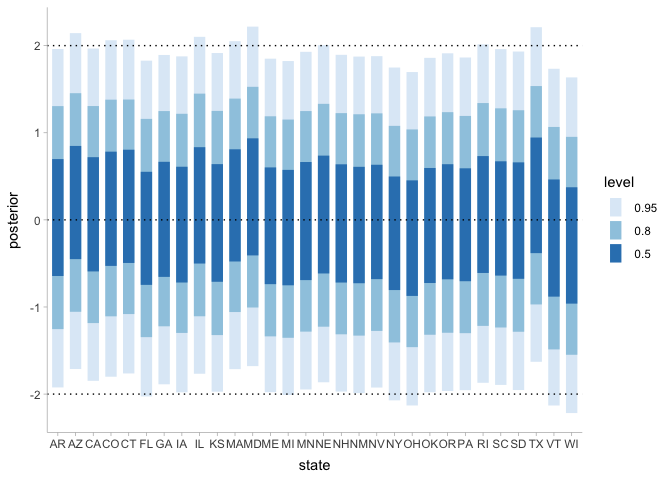 2
1
0
-1
-2
posterior
AR AZ CA CO CT FL GA IA IL KS MA MD ME MI MN NE NH NM NV NY OH OK OR PA RI SC SD TX VT WI
state
level
0.95
0.8
0.5